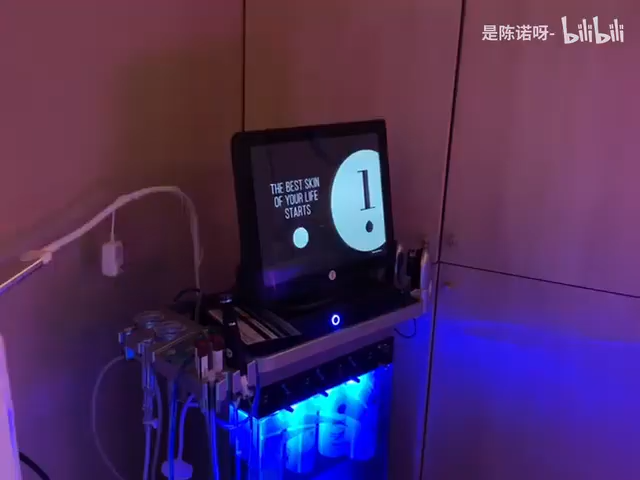 是陈诺呀- bilibili
THE BEST SKIN
OF YOUR LIFE
STARTS
1